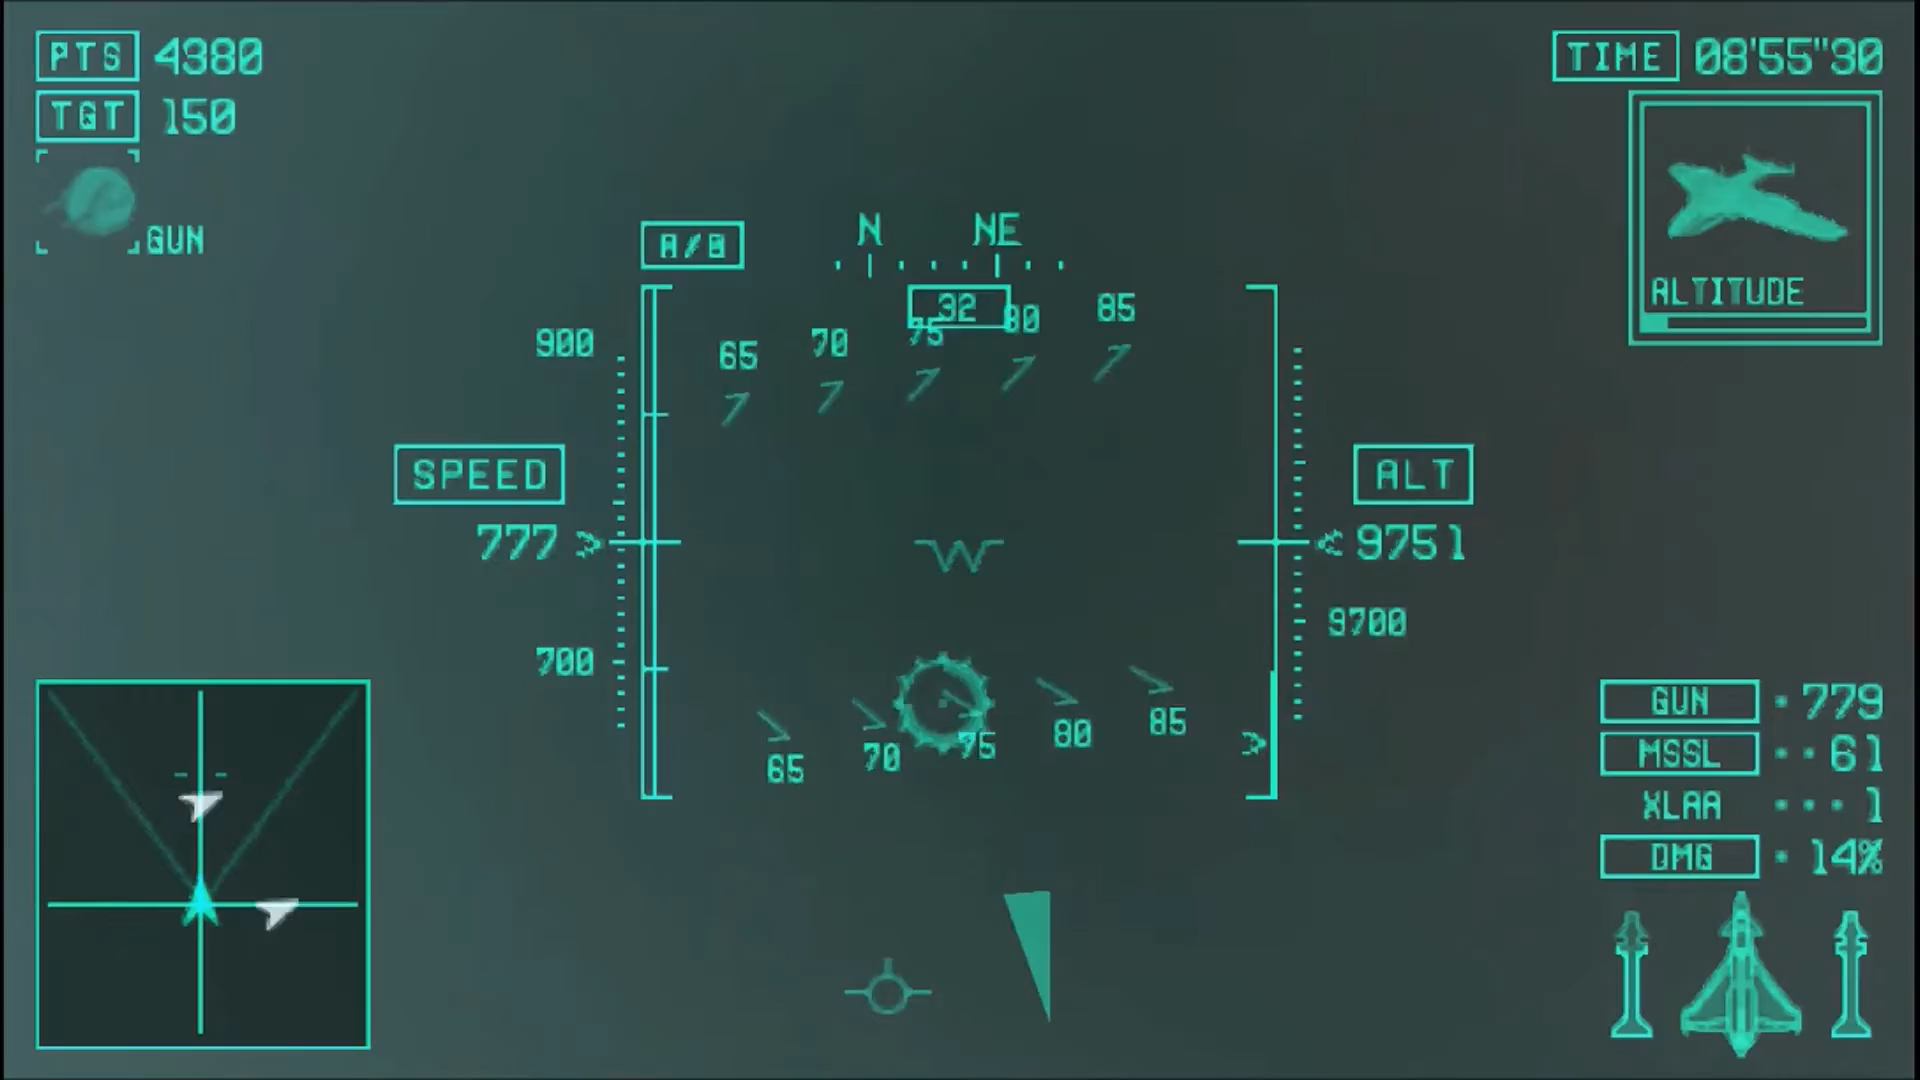 PTS 4380
TGT 150
GUN
TIME 08'55"30
ALTITUDE
A/B
N NE
32
65 70 75 80 85
900
SPEED
777
700
ALT
9751
9700
65 70 75 80 85
GUN 779
MSSL 61
XLAA 1
DMG 14%